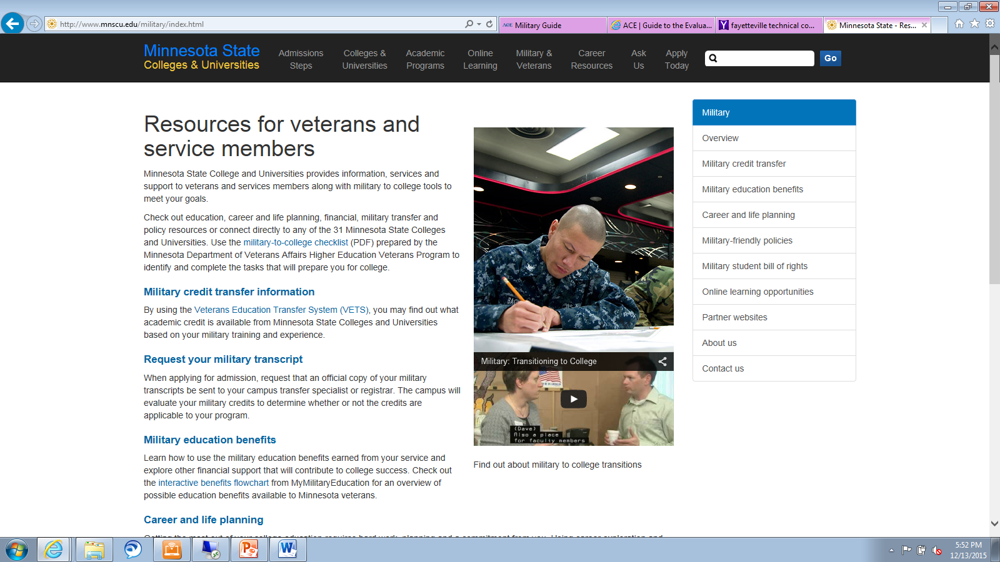 http://www.mnscu.edu/military/index.html
Military Guide
ACE | Guide to the Evalua...
fayetteville technical co...
Minnesota State - Res...
Minnesota State
Colleges & Universities
Admissions
Steps
Colleges &
Universities
Academic
Programs
Online
Learning
Military &
Veterans
Career
Resources
Ask
Us
Apply
Today
Go
Resources for veterans and
service members
Minnesota State College and Universities provides information, services and
support to veterans and services members along with military to college tools to
meet your goals.
Check out education, career and life planning, financial, military transfer and
policy resources or connect directly to any of the 31 Minnesota State Colleges
and Universities. Use the military-to-college checklist (PDF) prepared by the
Minnesota Department of Veterans Affairs Higher Education Veterans Program to
identify and complete the tasks that will prepare you for college.
Military credit transfer information
By using the Veterans Education Transfer System (VETS), you may find out what
academic credit is available from Minnesota State Colleges and Universities
based on your military training and experience.
Request your military transcript
When applying for admission, request that an official copy of your military
transcripts be sent to your campus transfer specialist or registrar. The campus will
evaluate your military credits to determine whether or not the credits are
applicable to your program.
Military education benefits
Learn how to use the military education benefits earned from your service and
explore other financial support that will contribute to college success. Check out
the interactive benefits flowchart from MyMilitaryEducation for an overview of
possible education benefits available to Minnesota veterans.
Career and life planning
Military: Transitioning to College
(Dave)
Also a place
for faculty members
Find out about military to college transitions
Military
Overview
Military credit transfer
Military education benefits
Career and life planning
Military-friendly policies
Military student bill of rights
Online learning opportunities
Partner websites
About us
Contact us
5:52 PM
12/13/2015